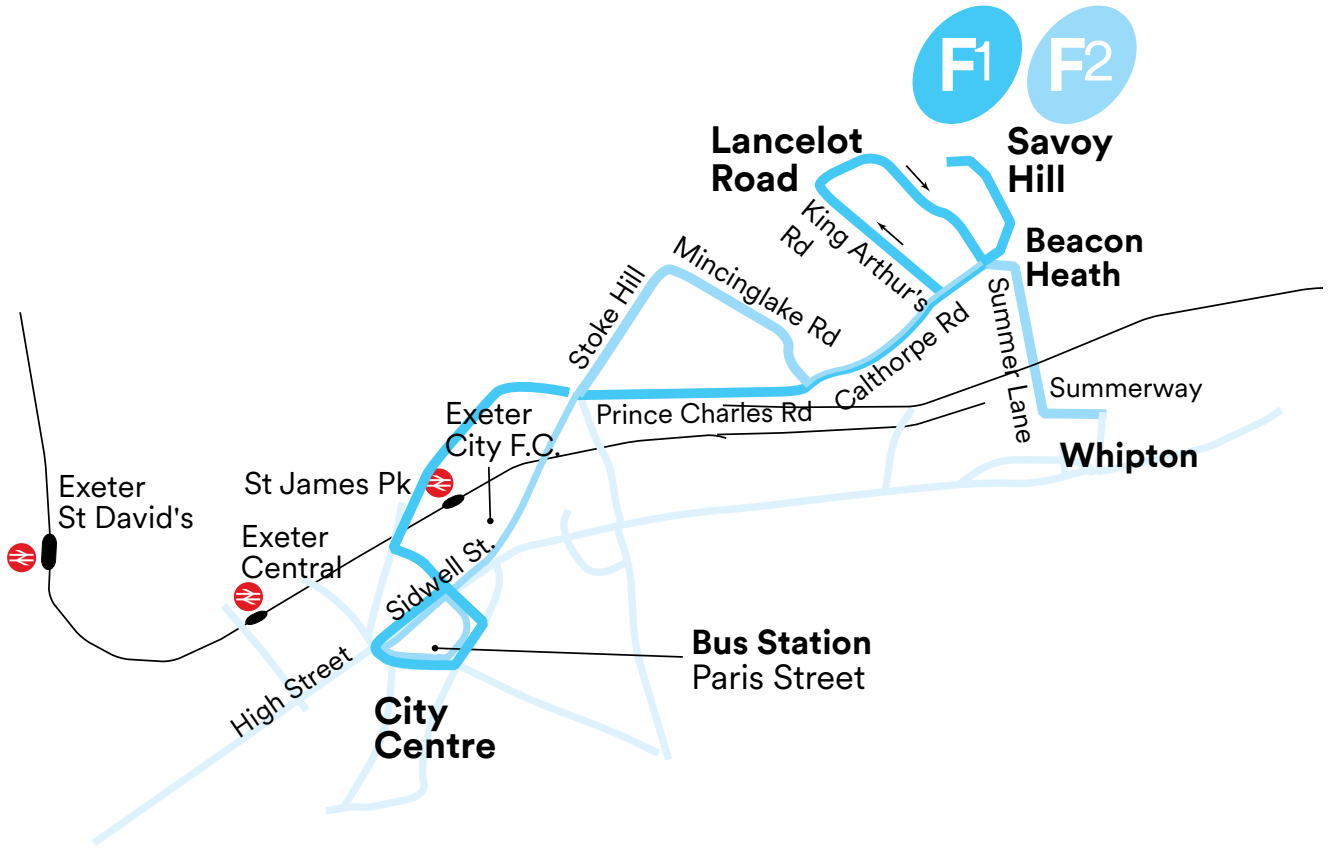 F1 F2
Lancelot
Road
Savoy
Hill
King Arthur's
Rd
Beacon
Heath
Mincinglake Rd
Stoke Hill
Summer Lane
Calthorpe Rd
Summerway
Prince Charles Rd
Exeter
City F.C.
Whipton
St James Pk
Exeter
St David's
Exeter
Central
Sidwell St.
Bus Station
Paris Street
High Street
City
Centre